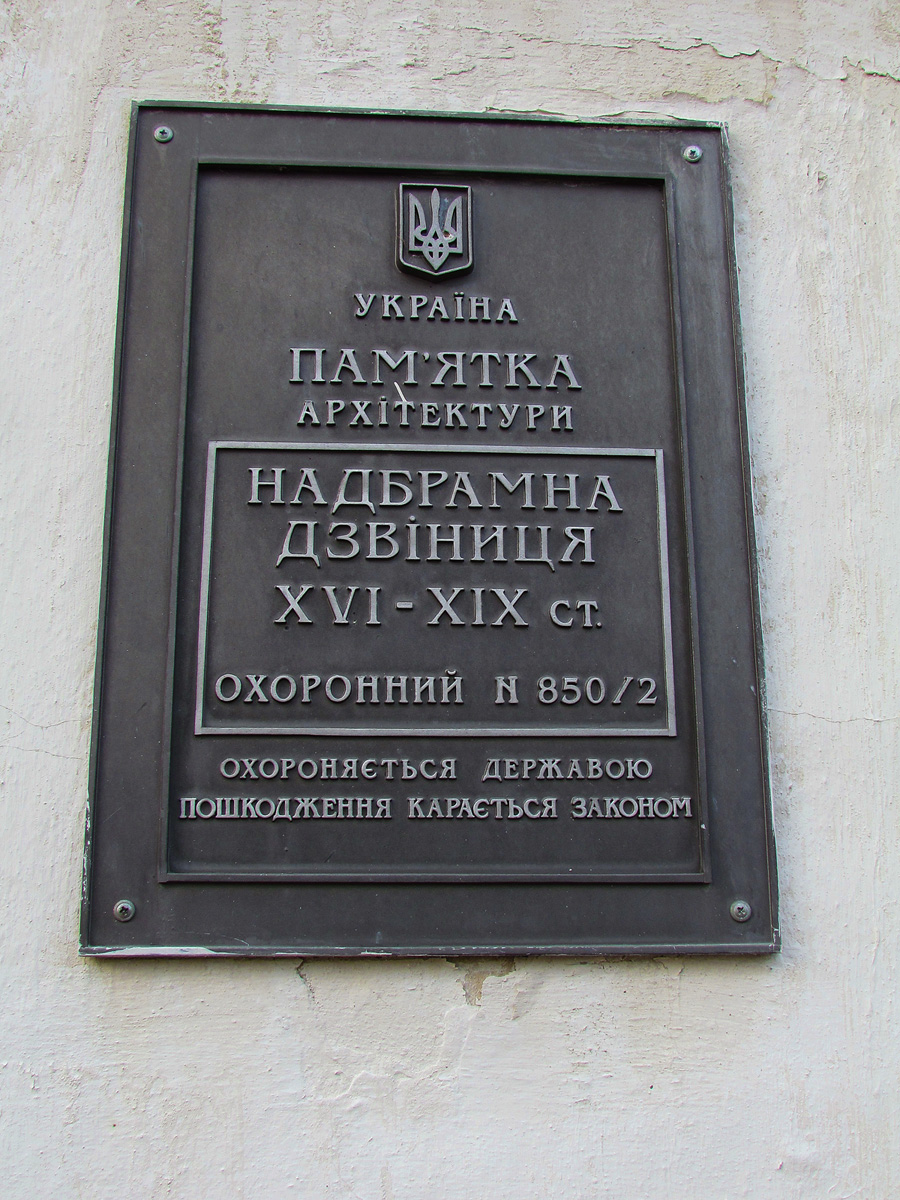 УКРАЇНА
ПАМ'ЯТКА
АРХІТЕКТУРИ
НАДБРАМНА
ДЗВІНИЦЯ
XVI-XIX СТ.
ОХОРОННИЙ N 850/2
ОХОРОНЯЄТЬСЯ ДЕРЖАВОЮ
ПОШКОДЖЕННЯ КАРАЄТЬСЯ ЗАКОНОМ